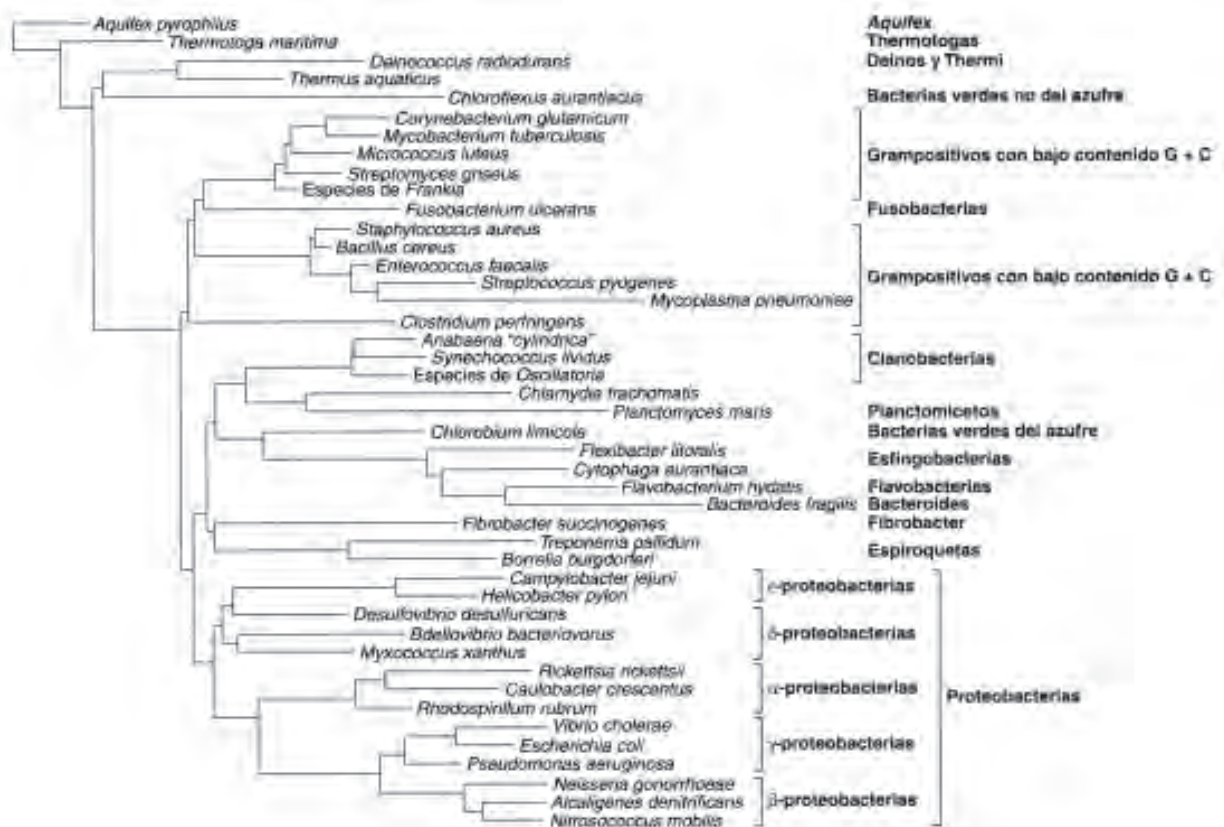 Aquifex pyrophilus Aquifex
Thermotoga maritima Thermotogas
Deinococcus radiodurans Deinos y Thermi
Thermus aquaticus
Chloroflexus aurantiacus Bacterias verdes no del azufre
Corynebacterium glutamicum
Mycobacterium tuberculosis
Micrococcus luteus Grampositivos con bajo contenido G + C
Streptomyces griseus
Especies de Frankia
Fusobacterium ulcerans Fusobacterias
Staphylococcus aureus
Bacillus cereus
Enterococcus faecalis
Streptococcus pyogenes Grampositivos con bajo contenido G + C
Mycoplasma pneumoniae
Clostridium perfringens
Anabaena "cylindrica"
Synechococcus lividus Cianobacterias
Especies de Oscillatoria
Chlamydia trachomatis
Planctomyces maris Planctomicetos
Chlorobium limicola Bacterias verdes del azufre
Flexibacter litoralis Esfingobacterias
Cytophaga aurantiaca
Flavobacterium hydatis Flavobacterias
Bacteroides fragilis Bacteroides
Fibrobacter succinogenes Fibrobacter
Treponema pallidum Espiroquetas
Borrelia burgdorferi
Campylobacter jejuni ε-proteobacterias
Helicobacter pylori
Desulfovibrio desulfuricans
Bdellovibrio bacteriovorus δ-proteobacterias
Myxococcus xanthus
Rickettsia rickettsii
Caulobacter crescentus α-proteobacterias Proteobacterias
Rhodospirillum rubrum
Vibrio cholerae
Escherichia coli γ-proteobacterias
Pseudomonas aeruginosa
Neisseria gonorrhoeae
Alcaligenes denitrificans β-proteobacterias
Nitrosococcus mobilis